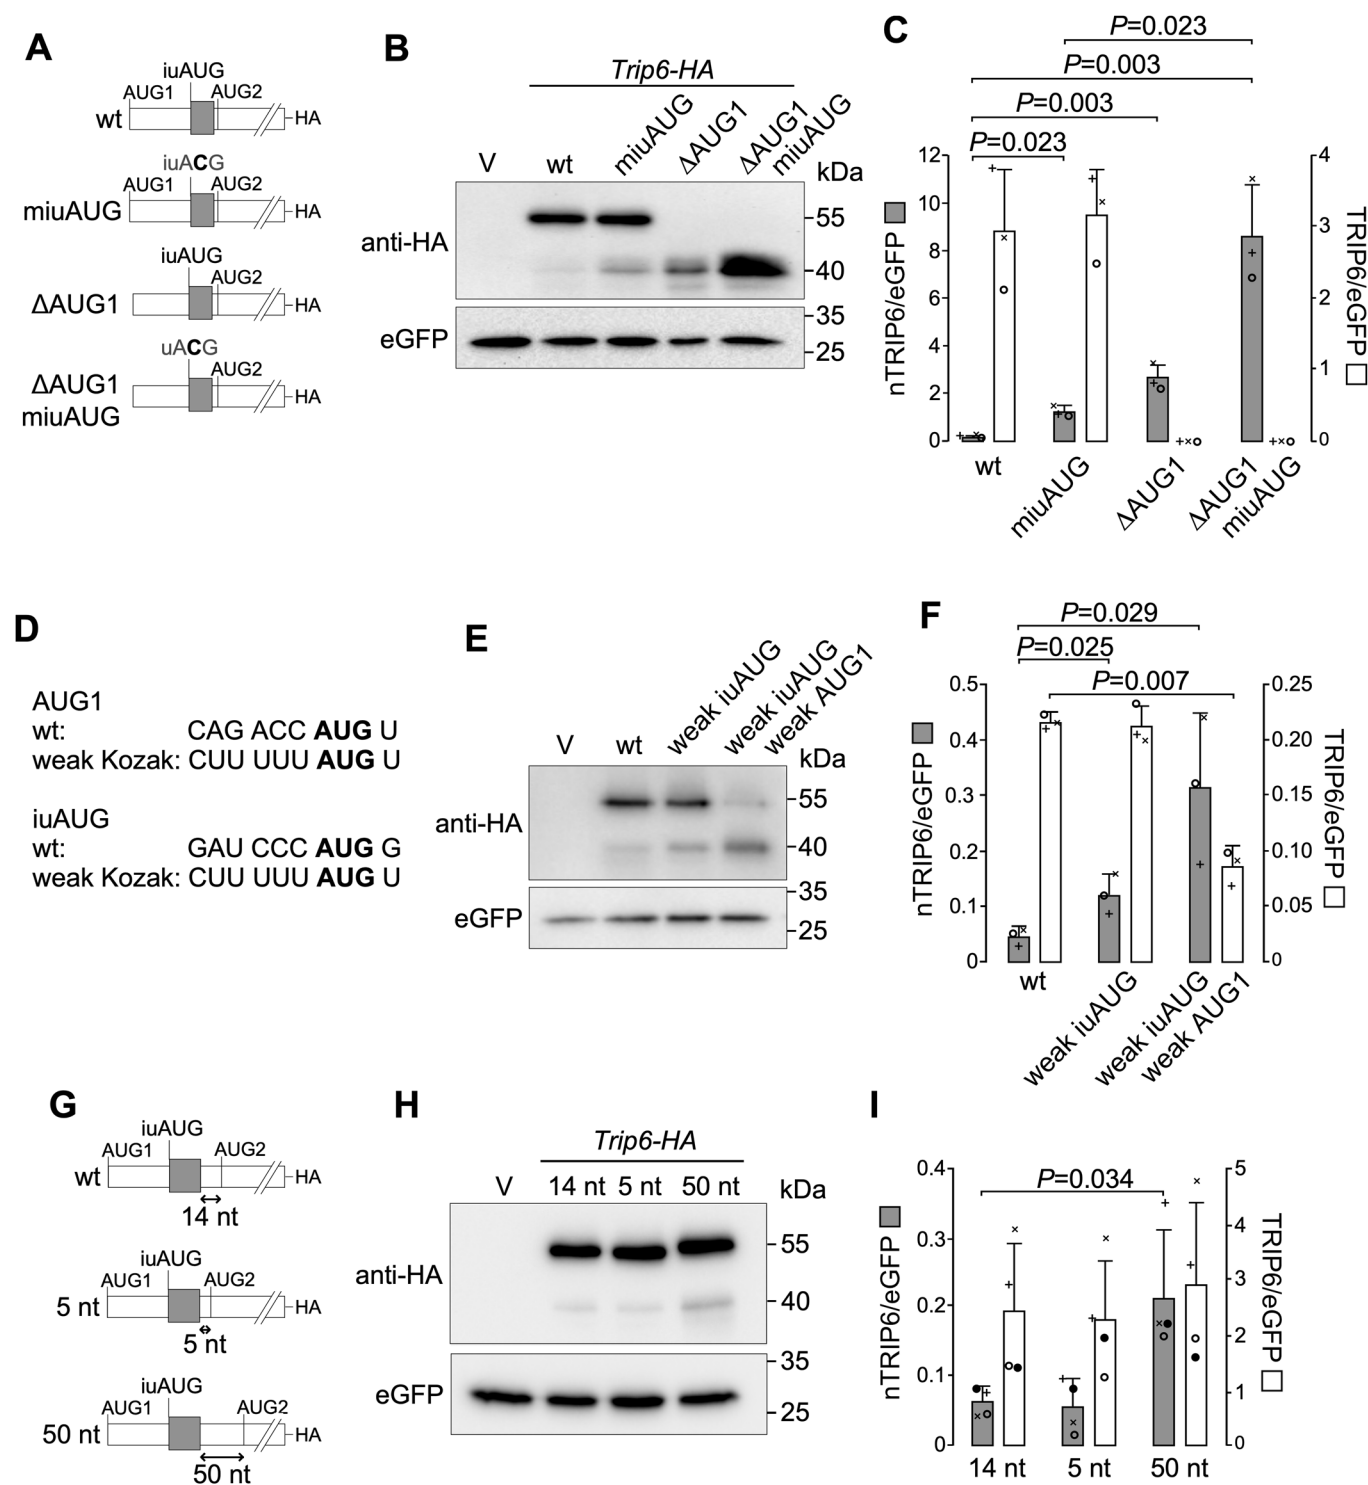 A
iuAUG
AUG1 AUG2
wt HA
iuACG
AUG1 AUG2
miuAUG HA
iuAUG
AUG2
ΔAUG1 HA
uACG
AUG2
ΔAUG1 HA
miuAUG
B
Trip6-HA
V wt miuAUG ΔAUG1 ΔAUG1 miuAUG
kDa
anti-HA
55
40
eGFP
35
25
C
P=0.023
P=0.003
P=0.003
P=0.023
nTRIP6/eGFP
12
10
8
6
4
2
0
4
3
2
1
0
TRIP6/eGFP
wt
miuAUG
ΔAUG1
ΔAUG1
miuAUG
D
AUG1
wt: CAG ACC AUG U
weak Kozak: CUU UUU AUG U
iuAUG
wt: GAU CCC AUG G
weak Kozak: CUU UUU AUG U
E
V wt weak iuAUG weak iuAUG weak AUG1
kDa
anti-HA
55
40
eGFP
35
25
F
P=0.029
P=0.025
P=0.007
nTRIP6/eGFP
0.5
0.4
0.3
0.2
0.1
0
0.25
0.20
0.15
0.10
0.05
0
TRIP6/eGFP
wt
weak iuAUG
weak iuAUG
weak AUG1
G
iuAUG
AUG1 AUG2
wt HA
14 nt
iuAUG
AUG1 AUG2
5 nt HA
5 nt
iuAUG
AUG1 AUG2
50 nt HA
50 nt
H
Trip6-HA
V 14 nt 5 nt 50 nt kDa
anti-HA
55
40
eGFP
35
25
I
P=0.034
nTRIP6/eGFP
0.4
0.3
0.2
0.1
0
5
4
3
2
1
0
TRIP6/eGFP
14 nt 5 nt 50 nt